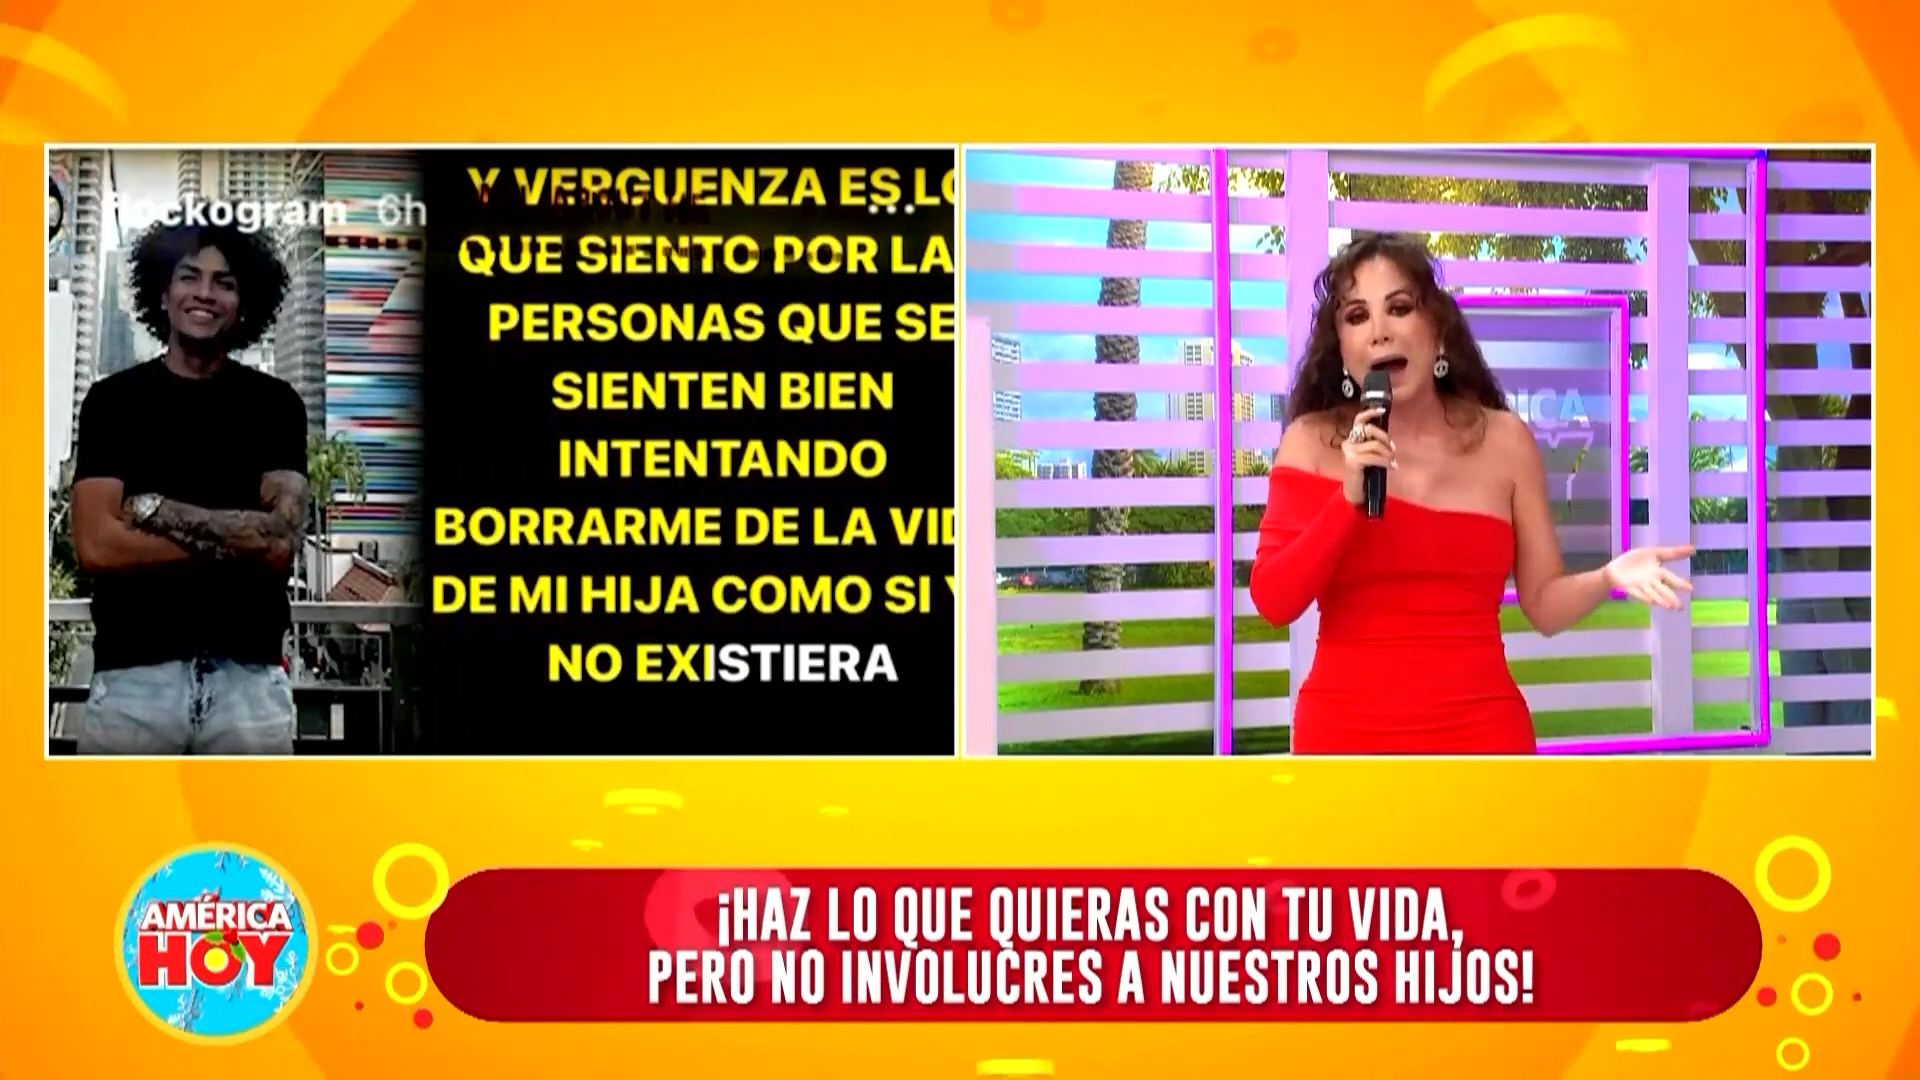 flockogram 6h
Y VERGUENZA ES LO
QUE SIENTO POR LA
PERSONAS QUE SE
SIENTEN BIEN
INTENTANDO
BORRARME DE LA VID
DE MI HIJA COMO SI Y
NO EXISTIERA
RICA
AMÉRICA
HOY
¡HAZ LO QUE QUIERAS CON TU VIDA,
PERO NO INVOLUCRES A NUESTROS HIJOS!